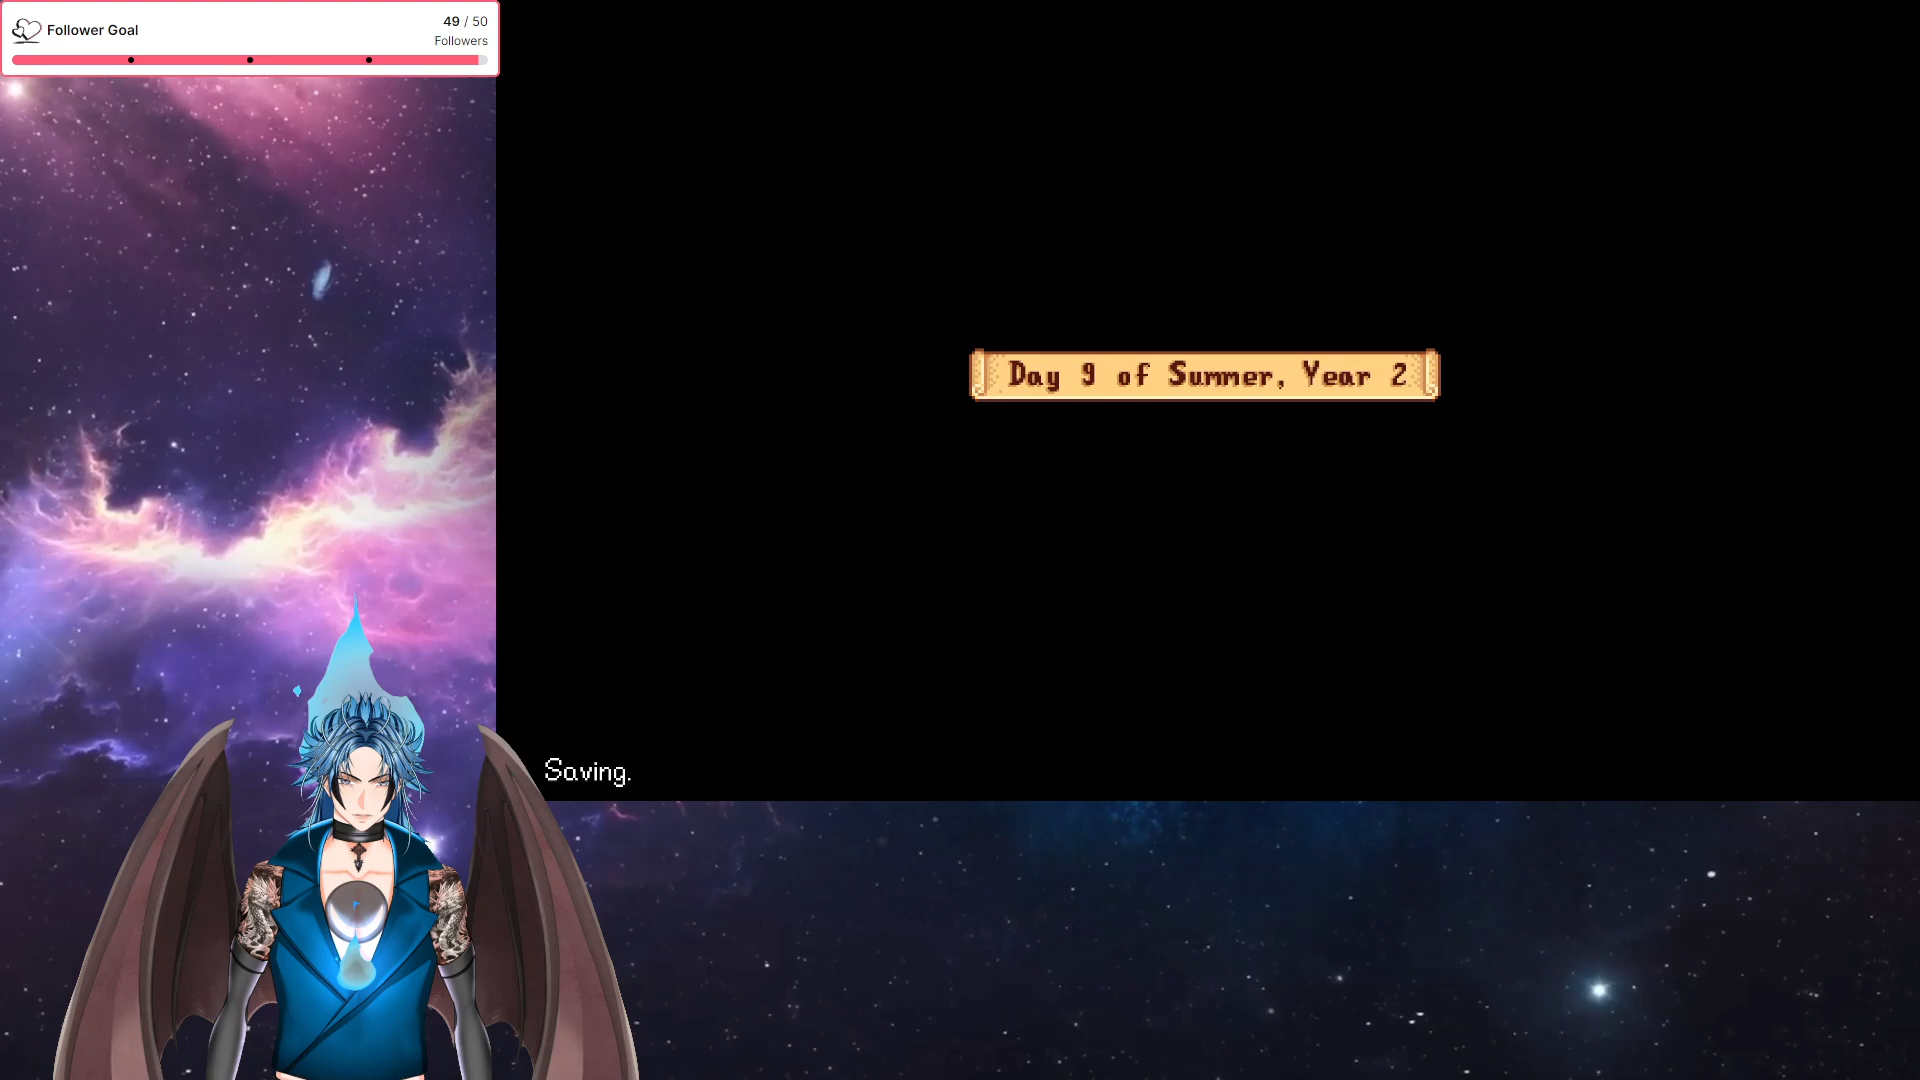 Follower Goal
49 / 50
Followers
Day 9 of Summer, Year 2
Saving.